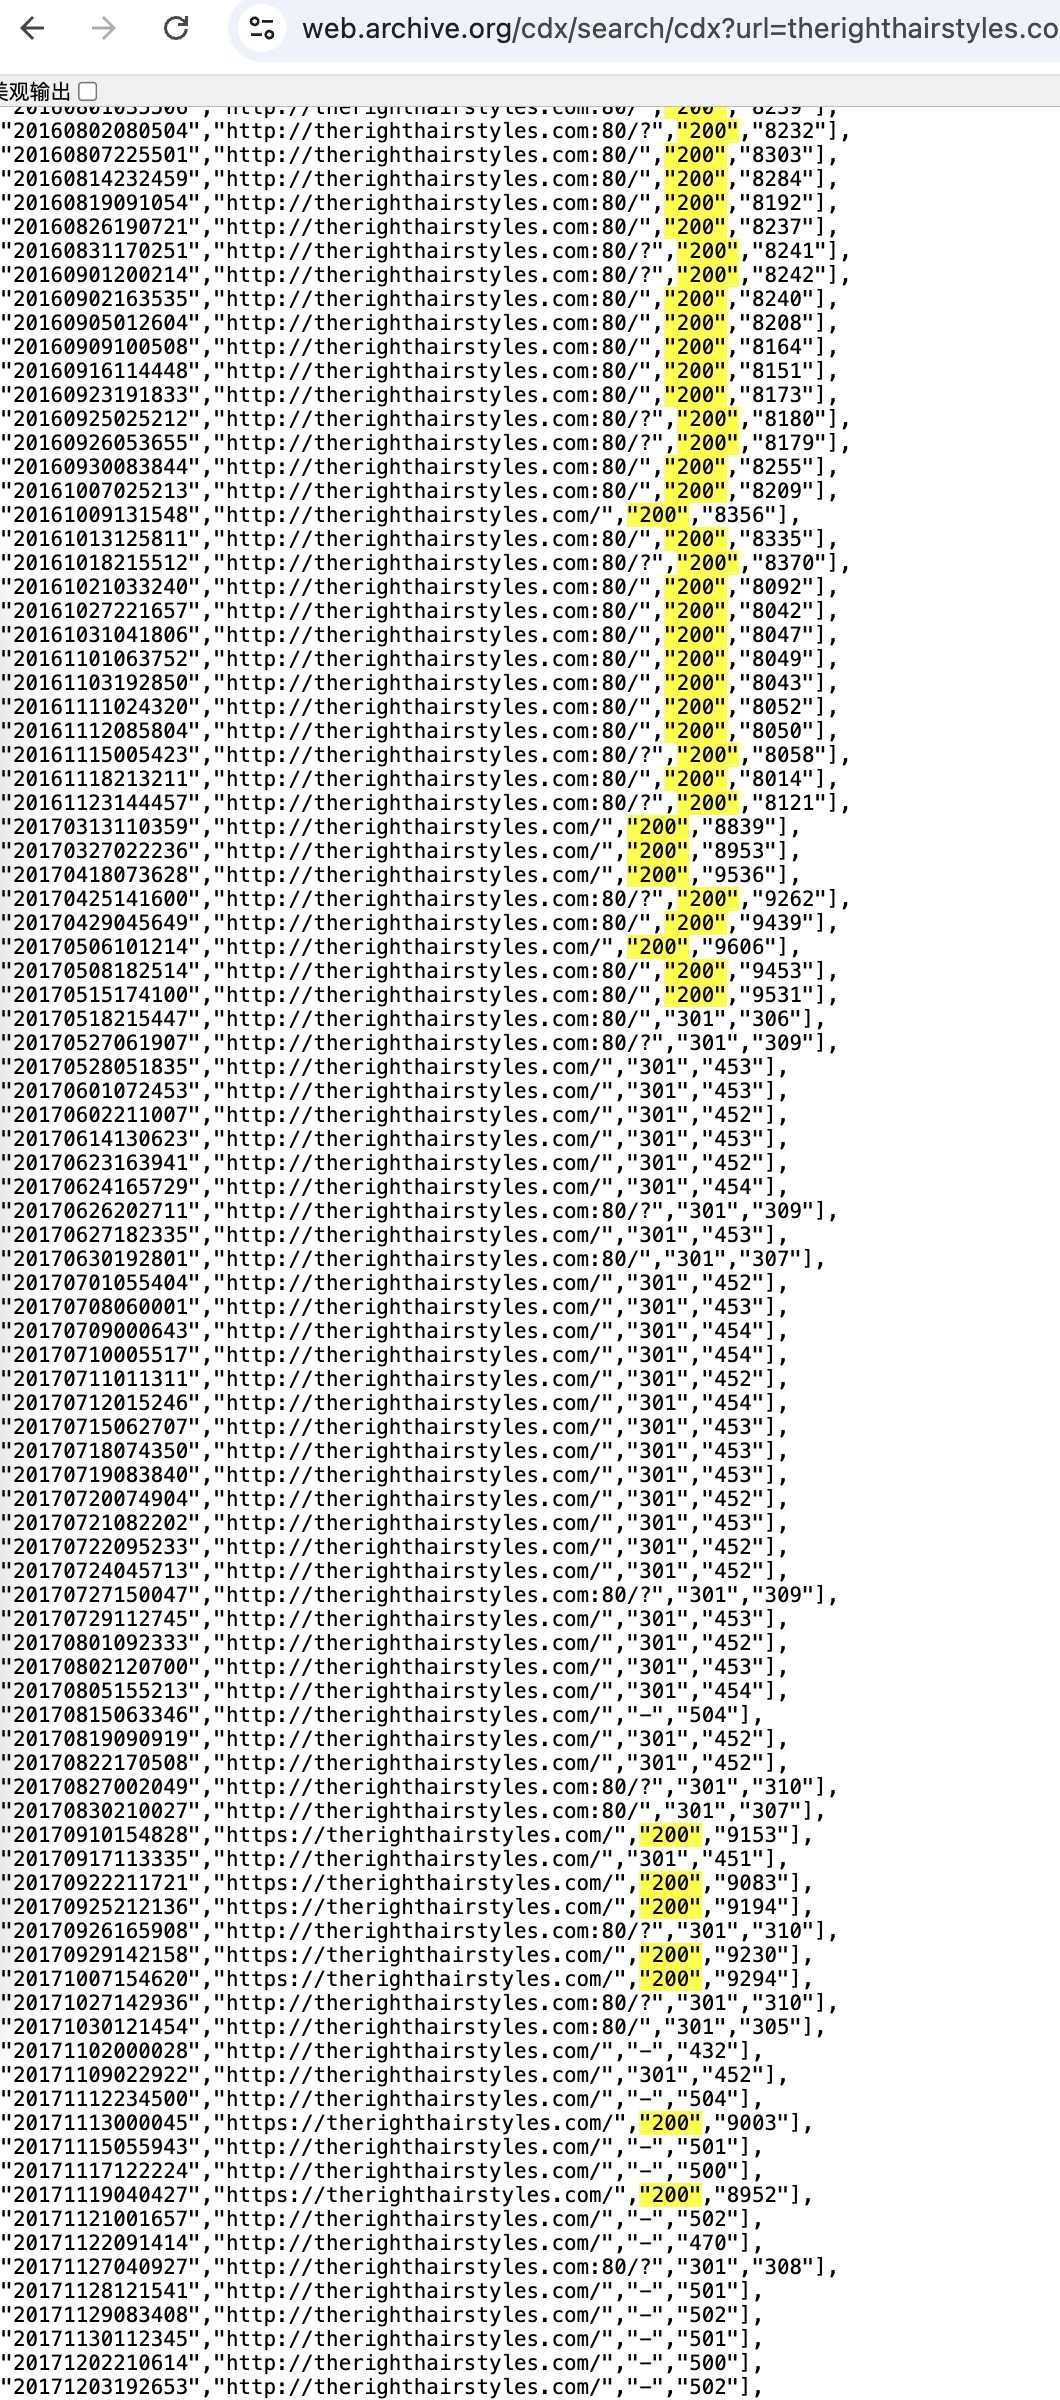 web.archive.org/cdx/search/cdx?url=therighthairstyles.co
美观输出
"20160801035506","http://therighthairstyles.com:80/","200","8239"],
"20160802080504","http://therighthairstyles.com:80/?","200","8232"],
"20160807225501","http://therighthairstyles.com:80/","200","8303"],
"20160814232459","http://therighthairstyles.com:80/","200","8284"],
"20160819091054","http://therighthairstyles.com:80/","200","8192"],
"20160826190721","http://therighthairstyles.com:80/","200","8237"],
"20160831170251","http://therighthairstyles.com:80/?","200","8241"],
"20160901200214","http://therighthairstyles.com:80/?","200","8242"],
"20160902163535","http://therighthairstyles.com:80/","200","8240"],
"20160905012604","http://therighthairstyles.com:80/","200","8208"],
"20160909100508","http://therighthairstyles.com:80/","200","8164"],
"20160916114448","http://therighthairstyles.com:80/","200","8151"],
"20160923191833","http://therighthairstyles.com:80/","200","8173"],
"20160925025212","http://therighthairstyles.com:80/?","200","8180"],
"20160926053655","http://therighthairstyles.com:80/?","200","8179"],
"20160930083844","http://therighthairstyles.com:80/","200","8255"],
"20161007025213","http://therighthairstyles.com:80/","200","8209"],
"20161009131548","http://therighthairstyles.com/","200","8356"],
"20161013125811","http://therighthairstyles.com:80/","200","8335"],
"20161018215512","http://therighthairstyles.com:80/?","200","8370"],
"20161021033240","http://therighthairstyles.com:80/","200","8092"],
"20161027221657","http://therighthairstyles.com:80/","200","8042"],
"20161031041806","http://therighthairstyles.com:80/","200","8047"],
"20161101063752","http://therighthairstyles.com:80/","200","8049"],
"20161103192850","http://therighthairstyles.com:80/","200","8043"],
"20161111024320","http://therighthairstyles.com:80/","200","8052"],
"20161112085804","http://therighthairstyles.com:80/","200","8050"],
"20161115005423","http://therighthairstyles.com:80/?","200","8058"],
"20161118213211","http://therighthairstyles.com:80/","200","8014"],
"20161123144457","http://therighthairstyles.com:80/?","200","8121"],
"20170313110359","http://therighthairstyles.com/","200","8839"],
"20170327022236","http://therighthairstyles.com/","200","8953"],
"20170418073628","http://therighthairstyles.com/","200","9536"],
"20170425141600","http://therighthairstyles.com:80/?","200","9262"],
"20170429045649","http://therighthairstyles.com:80/","200","9439"],
"20170506101214","http://therighthairstyles.com/","200","9606"],
"20170508182514","http://therighthairstyles.com:80/","200","9453"],
"20170515174100","http://therighthairstyles.com:80/","200","9531"],
"20170518215447","http://therighthairstyles.com:80/","301","306"],
"20170527061907","http://therighthairstyles.com:80/?","301","309"],
"20170528051835","http://therighthairstyles.com/","301","453"],
"20170601072453","http://therighthairstyles.com/","301","453"],
"20170602211007","http://therighthairstyles.com/","301","452"],
"20170614130623","http://therighthairstyles.com/","301","453"],
"20170623163941","http://therighthairstyles.com/","301","452"],
"20170624165729","http://therighthairstyles.com/","301","454"],
"20170626202711","http://therighthairstyles.com:80/?","301","309"],
"20170627182335","http://therighthairstyles.com/","301","453"],
"20170630192801","http://therighthairstyles.com:80/","301","307"],
"20170701055404","http://therighthairstyles.com/","301","452"],
"20170708060001","http://therighthairstyles.com/","301","453"],
"20170709000643","http://therighthairstyles.com/","301","454"],
"20170710005517","http://therighthairstyles.com/","301","454"],
"20170711011311","http://therighthairstyles.com/","301","452"],
"20170712015246","http://therighthairstyles.com/","301","454"],
"20170715062707","http://therighthairstyles.com/","301","453"],
"20170718074350","http://therighthairstyles.com/","301","453"],
"20170719083840","http://therighthairstyles.com/","301","453"],
"20170720074904","http://therighthairstyles.com/","301","452"],
"20170721082202","http://therighthairstyles.com/","301","453"],
"20170722095233","http://therighthairstyles.com/","301","452"],
"20170724045713","http://therighthairstyles.com/","301","452"],
"20170727150047","http://therighthairstyles.com:80/?","301","309"],
"20170729112745","http://therighthairstyles.com/","301","453"],
"20170801092333","http://therighthairstyles.com/","301","452"],
"20170802120700","http://therighthairstyles.com/","301","453"],
"20170805155213","http://therighthairstyles.com/","301","454"],
"20170815063346","http://therighthairstyles.com/","-","504"],
"20170819090919","http://therighthairstyles.com/","301","452"],
"20170822170508","http://therighthairstyles.com/","301","452"],
"20170827002049","http://therighthairstyles.com:80/?","301","310"],
"20170830210027","http://therighthairstyles.com:80/","301","307"],
"20170910154828","https://therighthairstyles.com/","200","9153"],
"20170917113335","http://therighthairstyles.com/","301","451"],
"20170922211721","https://therighthairstyles.com/","200","9083"],
"20170925212136","https://therighthairstyles.com/","200","9194"],
"20170926165908","http://therighthairstyles.com:80/?","301","310"],
"20170929142158","https://therighthairstyles.com/","200","9230"],
"20171007154620","https://therighthairstyles.com/","200","9294"],
"20171027142936","http://therighthairstyles.com:80/?","301","310"],
"20171030121454","http://therighthairstyles.com:80/","301","305"],
"20171102000028","http://therighthairstyles.com/","-","432"],
"20171109022922","http://therighthairstyles.com/","301","452"],
"20171112234500","http://therighthairstyles.com/","-","504"],
"20171113000045","https://therighthairstyles.com/","200","9003"],
"20171115055943","http://therighthairstyles.com/","-","501"],
"20171117122224","http://therighthairstyles.com/","-","500"],
"20171119040427","https://therighthairstyles.com/","200","8952"],
"20171121001657","http://therighthairstyles.com/","-","502"],
"20171122091414","http://therighthairstyles.com/","-","470"],
"20171127040927","http://therighthairstyles.com:80/?","301","308"],
"20171128121541","http://therighthairstyles.com/","-","501"],
"20171129083408","http://therighthairstyles.com/","-","502"],
"20171130112345","http://therighthairstyles.com/","-","501"],
"20171202210614","http://therighthairstyles.com/","-","500"],
"20171203192653","http://therighthairstyles.com/","-","502"],